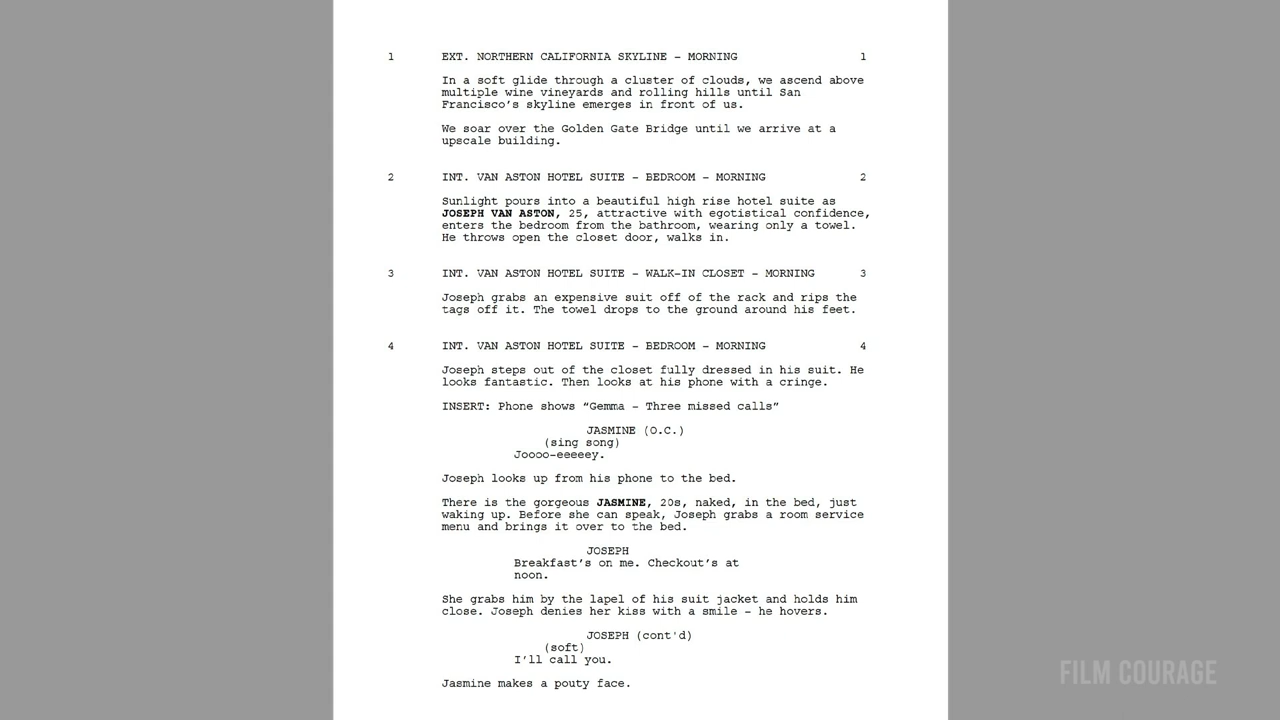 1 EXT. NORTHERN CALIFORNIA SKYLINE – MORNING 1
In a soft glide through a cluster of clouds, we ascend above
multiple wine vineyards and rolling hills until San
Francisco's skyline emerges in front of us.
We soar over the Golden Gate Bridge until we arrive at a
upscale building.
2 INT. VAN ASTON HOTEL SUITE – BEDROOM – MORNING 2
Sunlight pours into a beautiful high rise hotel suite as
JOSEPH VAN ASTON, 25, attractive with egotistical confidence,
enters the bedroom from the bathroom, wearing only a towel.
He throws open the closet door, walks in.
3 INT. VAN ASTON HOTEL SUITE – WALK-IN CLOSET – MORNING 3
Joseph grabs an expensive suit off of the rack and rips the
tags off it. The towel drops to the ground around his feet.
4 INT. VAN ASTON HOTEL SUITE – BEDROOM – MORNING 4
Joseph steps out of the closet fully dressed in his suit. He
looks fantastic. Then looks at his phone with a cringe.
INSERT: Phone shows “Gemma – Three missed calls”
JASMINE (O.C.)
(sing song)
Joooo-eeeeey.
Joseph looks up from his phone to the bed.
There is the gorgeous JASMINE, 20s, naked, in the bed, just
waking up. Before she can speak, Joseph grabs a room service
menu and brings it over to the bed.
JOSEPH
Breakfast's on me. Checkout's at
noon.
She grabs him by the lapel of his suit jacket and holds him
close. Joseph denies her kiss with a smile – he hovers.
JOSEPH (cont'd)
(soft)
I'll call you.
Jasmine makes a pouty face.
FILM COURAGE